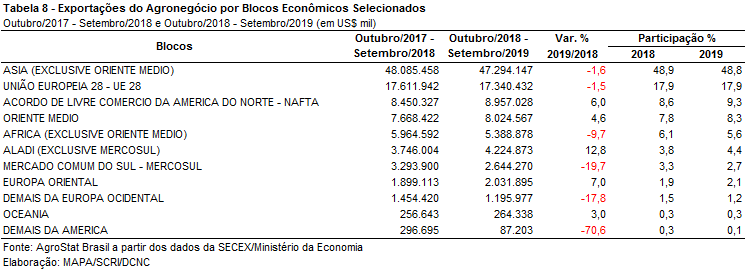 Tabela 8 - Exportações do Agronegócio por Blocos Econômicos Selecionados
Outubro/2017 - Setembro/2018 e Outubro/2018 - Setembro/2019 (em US$ mil)
Blocos Outubro/2017 - Setembro/2018 Outubro/2018 - Setembro/2019 Var. % 2019/2018 Participação % 2018 2019
ASIA (EXCLUSIVE ORIENTE MEDIO) 48.085.458 47.294.147 -1,6 48,9 48,8
UNIÃO EUROPEIA 28 - UE 28 17.611.942 17.340.432 -1,5 17,9 17,9
ACORDO DE LIVRE COMERCIO DA AMERICA DO NORTE - NAFTA 8.450.327 8.957.028 6,0 8,6 9,3
ORIENTE MEDIO 7.668.422 8.024.567 4,6 7,8 8,3
AFRICA (EXCLUSIVE ORIENTE MEDIO) 5.964.592 5.388.878 -9,7 6,1 5,6
ALADI (EXCLUSIVE MERCOSUL) 3.746.004 4.224.873 12,8 3,8 4,4
MERCADO COMUM DO SUL - MERCOSUL 3.293.900 2.644.270 -19,7 3,3 2,7
EUROPA ORIENTAL 1.899.113 2.031.895 7,0 1,9 2,1
DEMAIS DA EUROPA OCIDENTAL 1.454.420 1.195.977 -17,8 1,5 1,2
OCEANIA 256.643 264.338 3,0 0,3 0,3
DEMAIS DA AMERICA 296.695 87.203 -70,6 0,3 0,1
Fonte: AgroStat Brasil a partir dos dados da SECEX/Ministério da Economia
Elaboração: MAPA/SCRI/DCNC